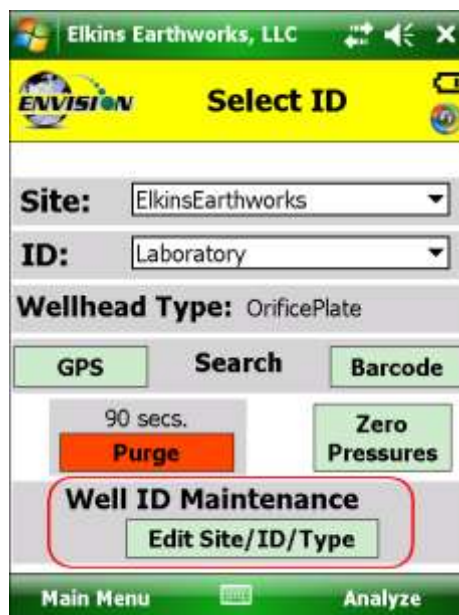 Elkins Earthworks, LLC
ENVISION
Select ID
Site: ElkinsEarthworks
ID: Laboratory
Wellhead Type: OrificePlate
GPS Search Barcode
90 secs.
Purge
Zero
Pressures
Well ID Maintenance
Edit Site/ID/Type
Main Menu Analyze